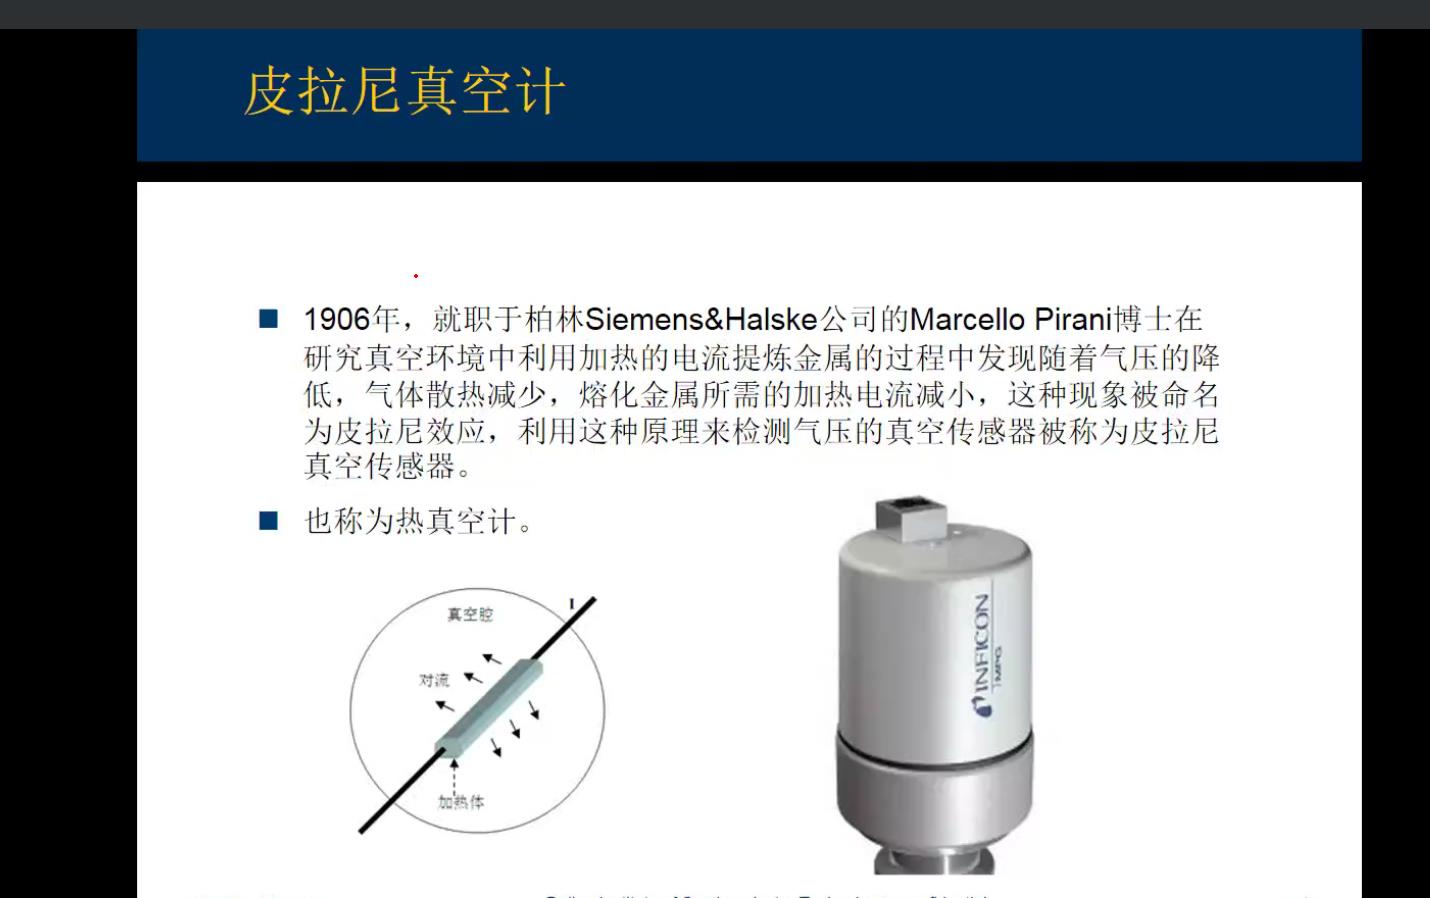 皮拉尼真空计
1906年，就职于柏林Siemens&Halske公司的Marcello Pirani博士在
研究真空环境中利用加热的电流提炼金属的过程中发现随着气压的降
低，气体散热减少，熔化金属所需的加热电流减小，这种现象被命名
为皮拉尼效应，利用这种原理来检测气压的真空传感器被称为皮拉尼
真空传感器。
也称为热真空计。
I
真空腔
对流
加热体
INFICON
MPG